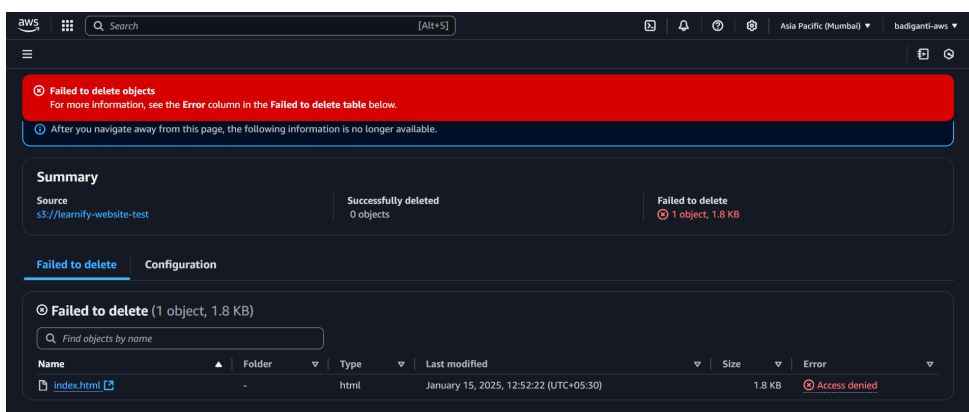 aws Search [Alt+S] Asia Pacific (Mumbai) badiganti-aws
Failed to delete objects
For more information, see the Error column in the Failed to delete table below.
After you navigate away from this page, the following information is no longer available.
Summary
Source Successfully deleted Failed to delete
s3://learnify-website-test 0 objects 1 object, 1.8 KB
Failed to delete Configuration
Failed to delete (1 object, 1.8 KB)
Find objects by name
Name Folder Type Last modified Size Error
index.html - html January 15, 2025, 12:52:22 (UTC+05:30) 1.8 KB Access denied